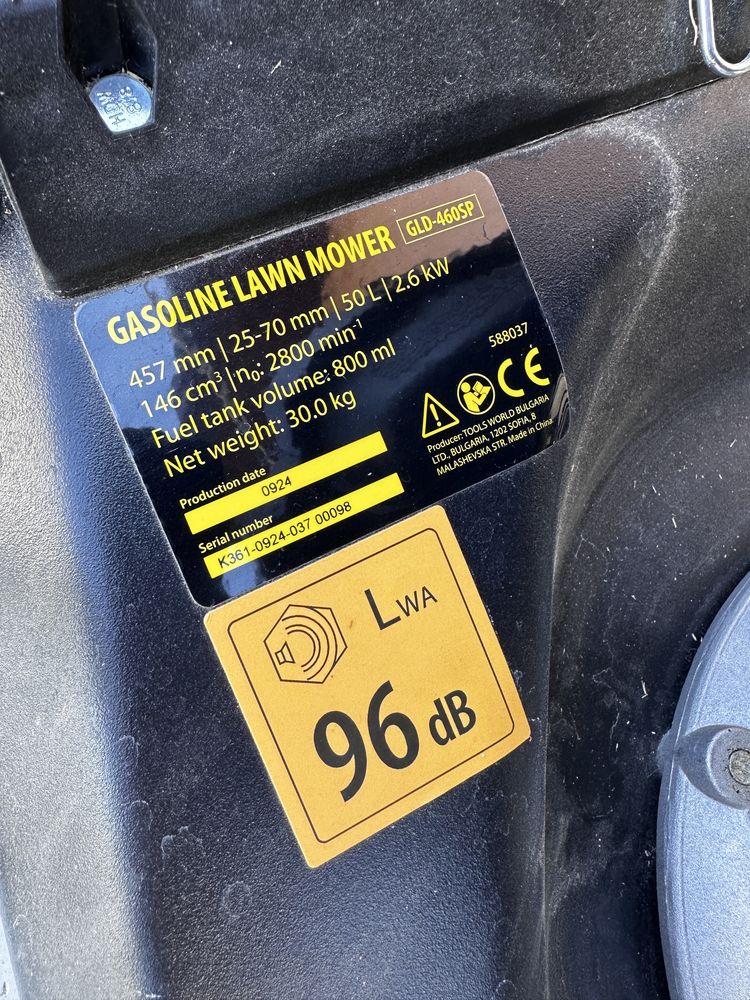 GASOLINE LAWN MOWER GLD-460SP
457 mm | 25-70 mm | 50 L | 2.6 kW
146 cm³ | n₀: 2800 min⁻¹
Fuel tank volume: 800 ml
Net weight: 30.0 kg
588037
CE
Producer: TOOLS WORLD BULGARIA
LTD., BULGARIA, 1202 SOFIA, 8
MALASHEVSKA STR. Made in China.
Production date
0924
Serial number
K361-0924-037 00098
LWA
96 dB